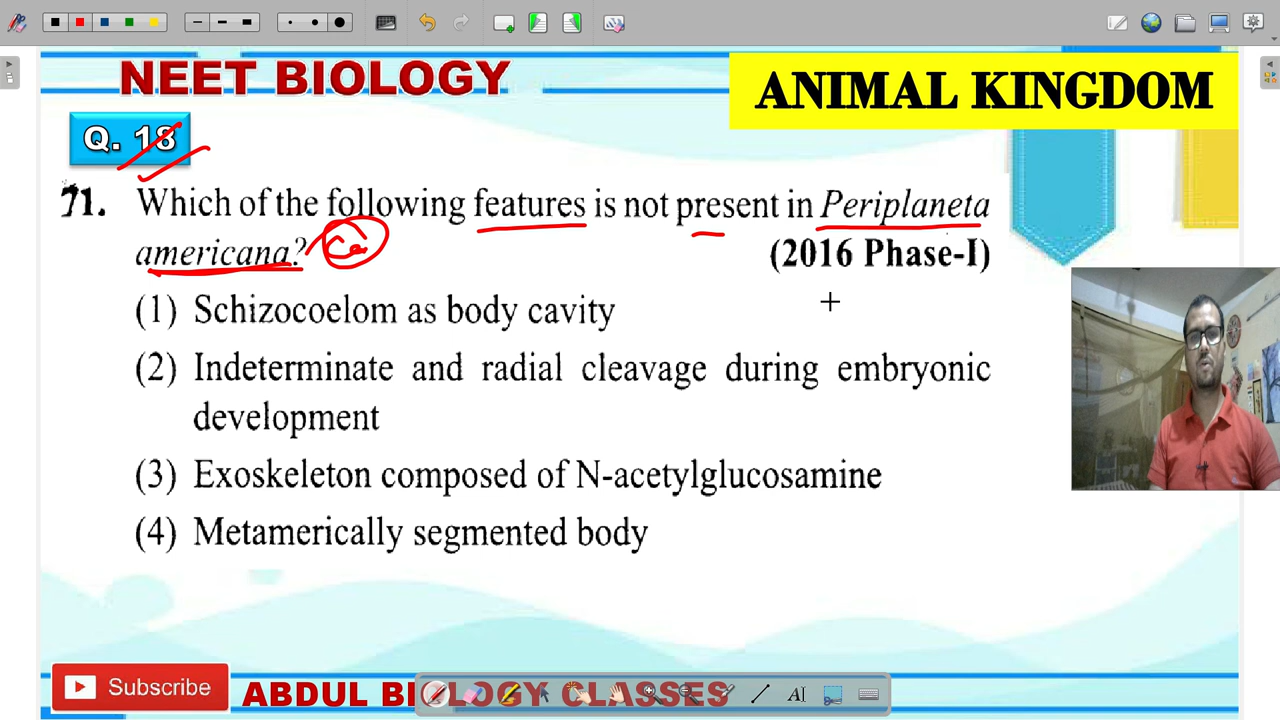 NEET BIOLOGY
ANIMAL KINGDOM
Q. 18
71. Which of the following features is not present in Periplaneta
americana?
(2016 Phase-I)
(1) Schizocoelom as body cavity
(2) Indeterminate and radial cleavage during embryonic
development
(3) Exoskeleton composed of N-acetylglucosamine
(4) Metamerically segmented body
Subscribe
ABDUL BIOLOGY CLASSES